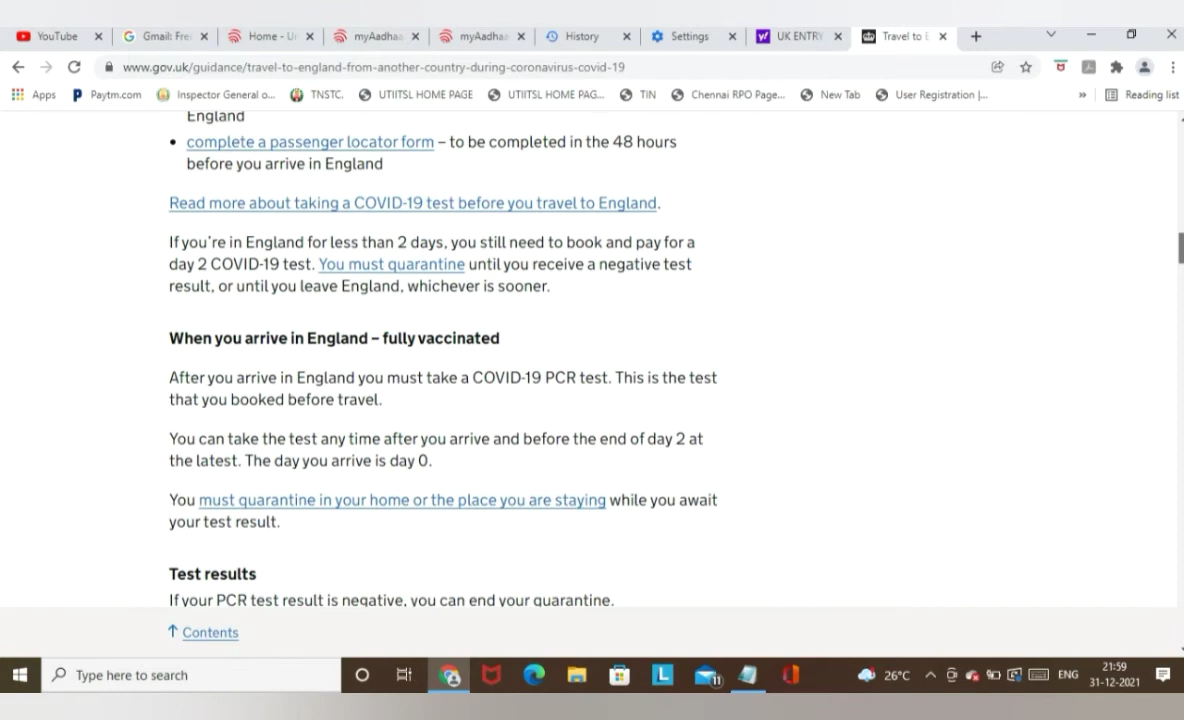 YouTube
Gmail: Fre
Home - U
myAadha
myAadha
History
Settings
UK ENTRY
Travel to E
www.gov.uk/guidance/travel-to-england-from-another-country-during-coronavirus-covid-19
Apps
Paytm.com
Inspector General o...
TNSTC.
UTIITSL HOME PAGE
UTIITSL HOME PAG...
TIN
Chennai RPO Page...
New Tab
User Registration |...
»
Reading list
England
• complete a passenger locator form – to be completed in the 48 hours
before you arrive in England
Read more about taking a COVID-19 test before you travel to England.
If you're in England for less than 2 days, you still need to book and pay for a
day 2 COVID-19 test. You must quarantine until you receive a negative test
result, or until you leave England, whichever is sooner.
When you arrive in England – fully vaccinated
After you arrive in England you must take a COVID-19 PCR test. This is the test
that you booked before travel.
You can take the test any time after you arrive and before the end of day 2 at
the latest. The day you arrive is day 0.
You must quarantine in your home or the place you are staying while you await
your test result.
Test results
If your PCR test result is negative, you can end your quarantine.
↑ Contents
Type here to search
L
11
26°C
ENG
21:59
31-12-2021